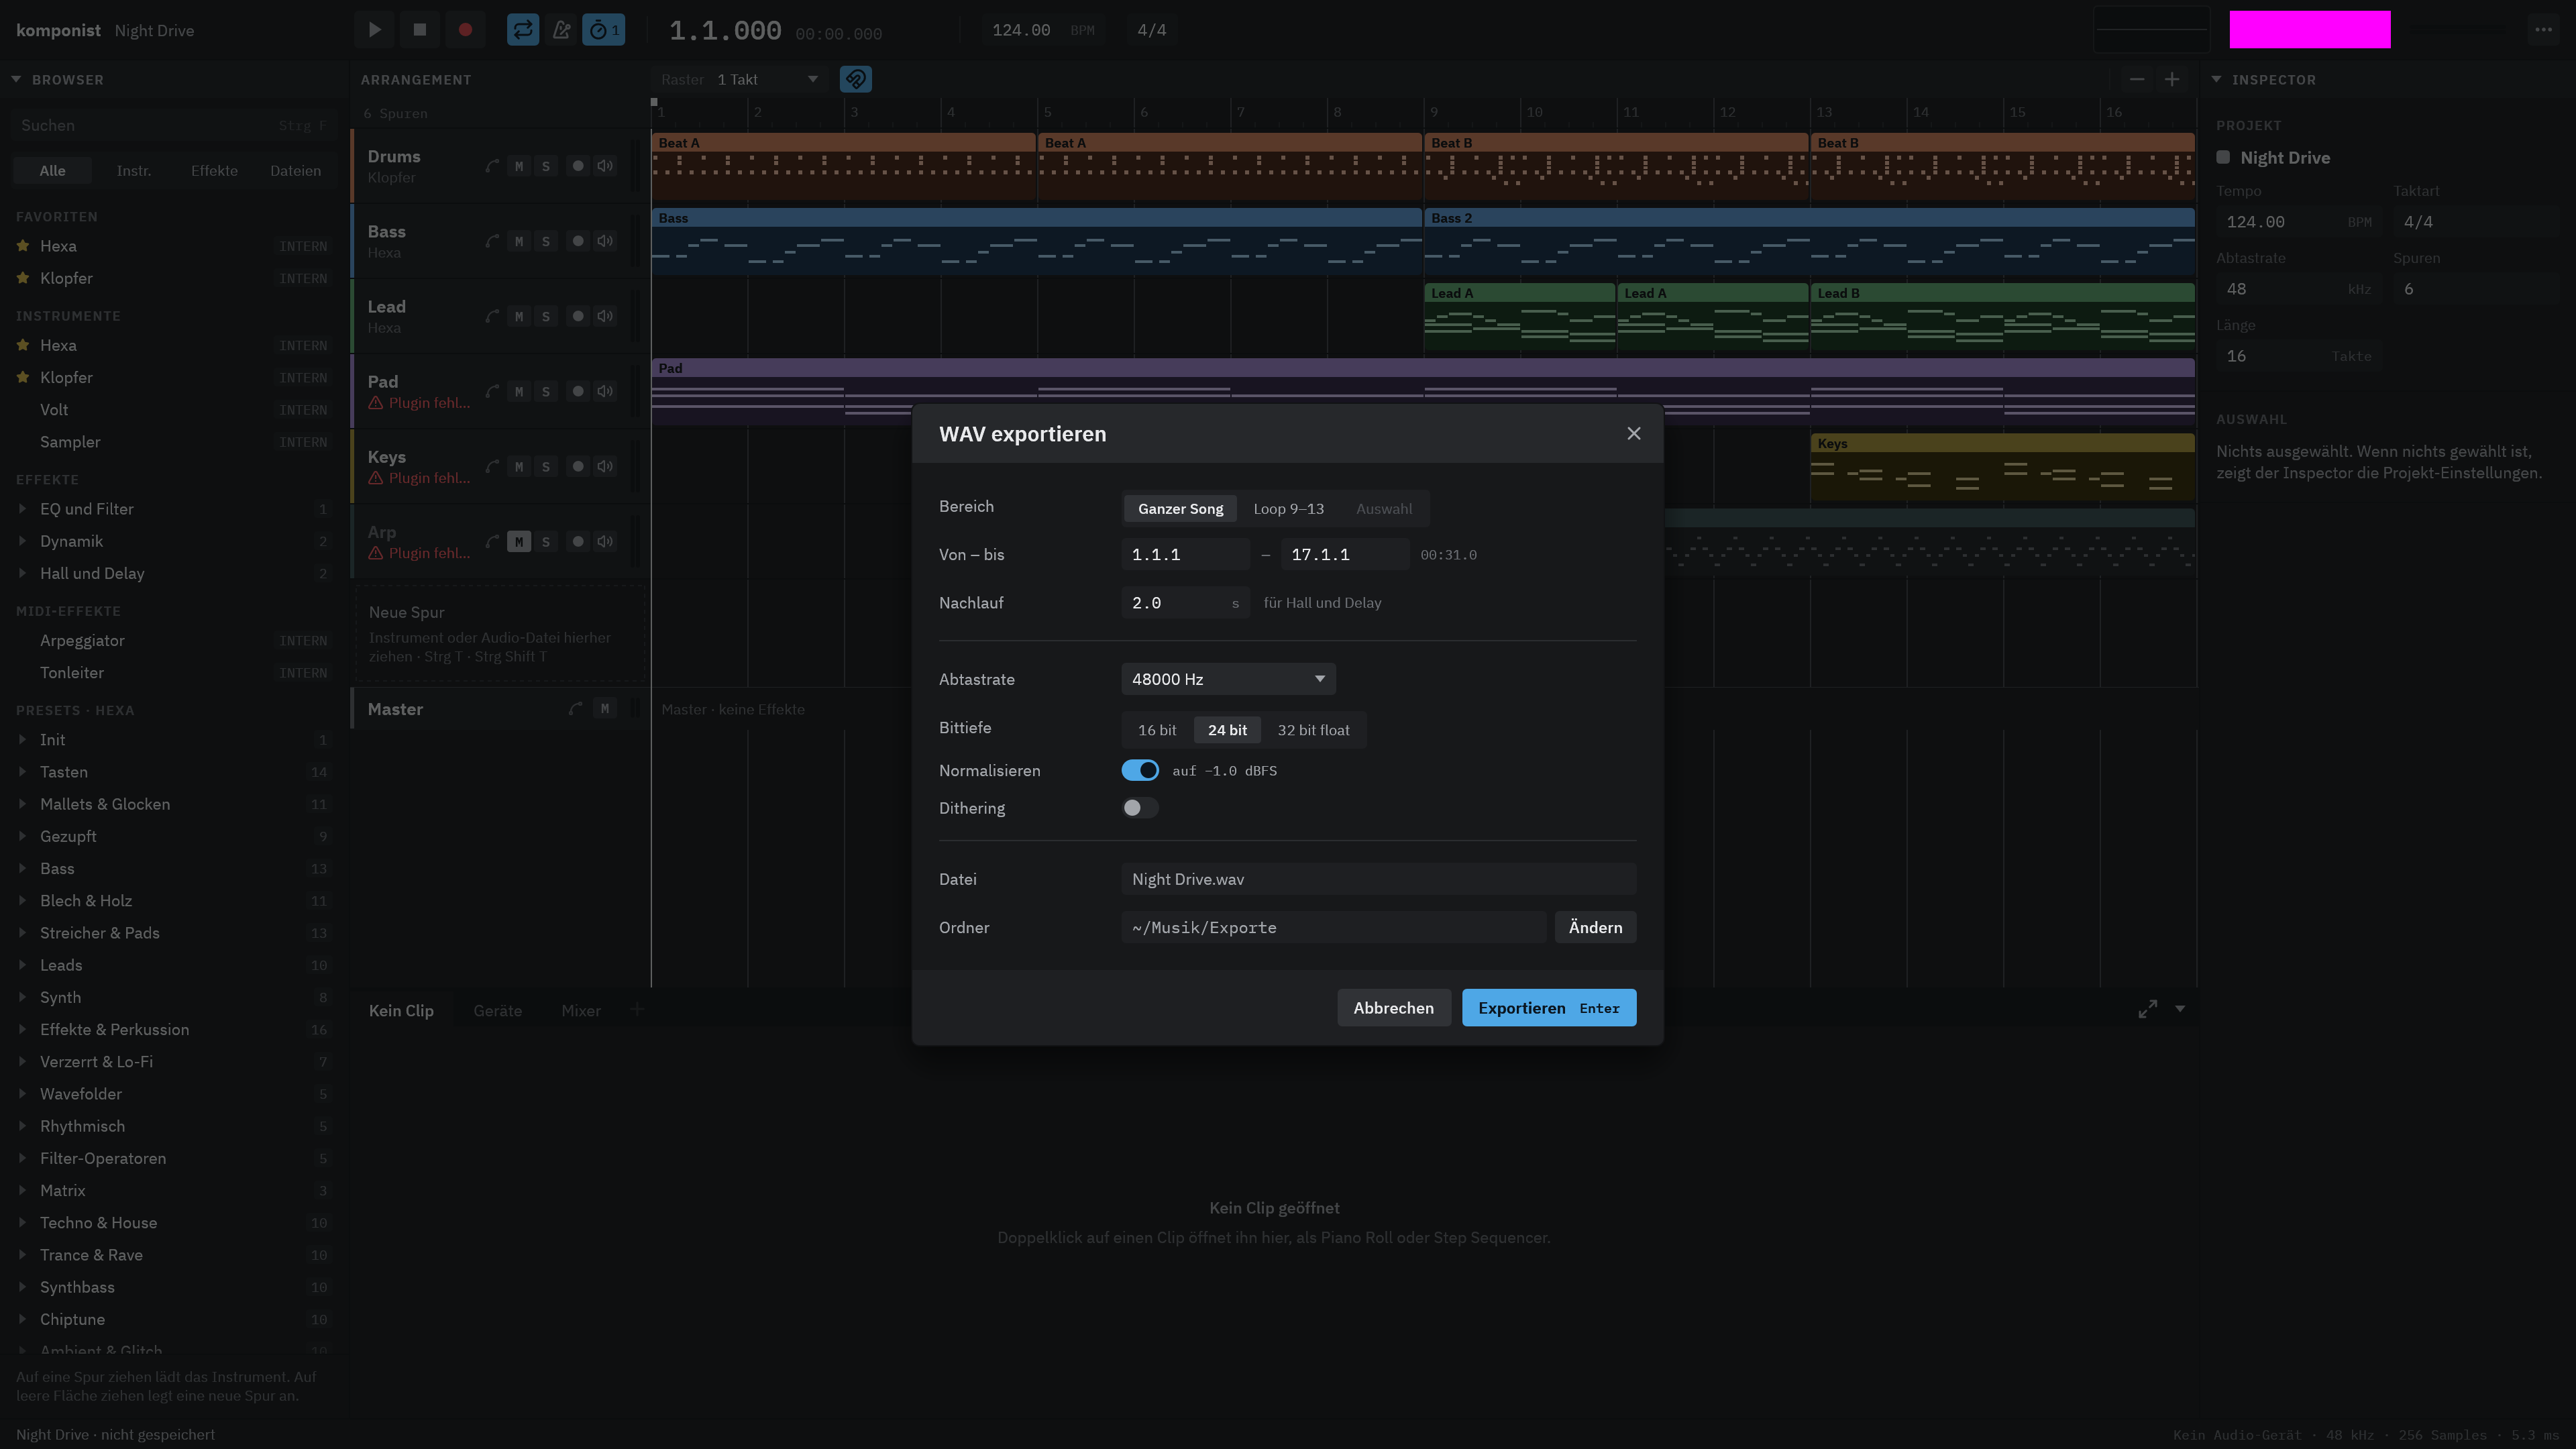 komponist Night Drive
1
1.1.000 00:00.000
124.00 BPM
4/4
BROWSER
Suchen Strg F
Alle Instr. Effekte Dateien
FAVORITEN
Hexa INTERN
Klopfer INTERN
INSTRUMENTE
Hexa INTERN
Klopfer INTERN
Volt INTERN
Sampler INTERN
EFFEKTE
EQ und Filter 1
Dynamik 2
Hall und Delay 2
MIDI-EFFEKTE
Arpeggiator INTERN
Tonleiter INTERN
PRESETS · HEXA
Init 1
Tasten 14
Mallets & Glocken 11
Gezupft 9
Bass 13
Blech & Holz 11
Streicher & Pads 13
Leads 10
Synth 8
Effekte & Perkussion 16
Verzerrt & Lo-Fi 7
Wavefolder 5
Rhythmisch 5
Filter-Operatoren 5
Matrix 3
Techno & House 10
Trance & Rave 10
Synthbass 10
Chiptune 10
Ambient & Glitch 10
Auf eine Spur ziehen lädt das Instrument. Auf
leere Fläche ziehen legt eine neue Spur an.
Night Drive · nicht gespeichert
ARRANGEMENT
Raster 1 Takt
6 Spuren
1 2 3 4 5 6 7 8 9 10 11 12 13 14 15 16
Drums
Klopfer
M S
Beat A Beat A Beat B Beat B
Bass
Hexa
M S
Bass Bass 2
Lead
Hexa
M S
Lead A Lead A Lead B
Pad
Plugin fehl...
M S
Pad
Keys
Plugin fehl...
M S
Keys
Arp
Plugin fehl...
M S
Neue Spur
Instrument oder Audio-Datei hierher
ziehen · Strg T · Strg Shift T
Master M
Master · keine Effekte
WAV exportieren
Bereich Ganzer Song Loop 9–13 Auswahl
Von – bis 1.1.1 – 17.1.1 00:31.0
Nachlauf 2.0 s für Hall und Delay
Abtastrate 48000 Hz
Bittiefe 16 bit 24 bit 32 bit float
Normalisieren auf −1.0 dBFS
Dithering
Datei Night Drive.wav
Ordner ~/Musik/Exporte Ändern
Abbrechen Exportieren Enter
Kein Clip Geräte Mixer
Kein Clip geöffnet
Doppelklick auf einen Clip öffnet ihn hier, als Piano Roll oder Step Sequencer.
INSPECTOR
PROJEKT
Night Drive
Tempo Taktart
124.00 BPM 4/4
Abtastrate Spuren
48 kHz 6
Länge
16 Takte
AUSWAHL
Nichts ausgewählt. Wenn nichts gewählt ist,
zeigt der Inspector die Projekt-Einstellungen.
Kein Audio-Gerät · 48 kHz · 256 Samples · 5.3 ms